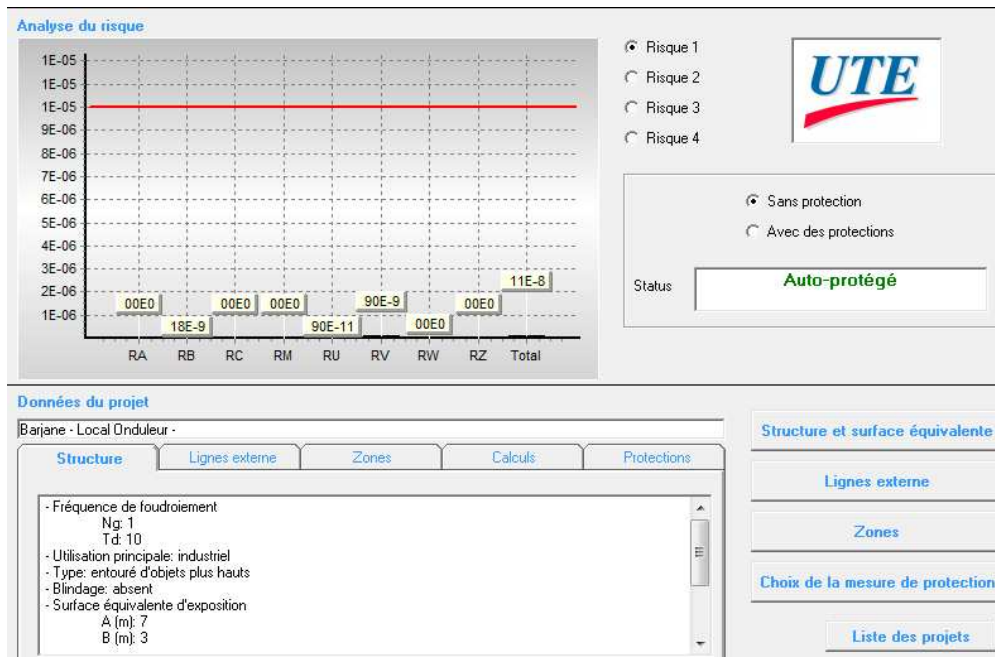 Analyse du risque
1E-05
1E-05
1E-05
9E-06
8E-06
7E-06
6E-06
5E-06
4E-06
3E-06
2E-06
1E-06
00E0
18E-9
00E0
00E0
90E-11
90E-9
00E0
00E0
11E-8
RA RB RC RM RU RV RW RZ Total
Risque 1
Risque 2
Risque 3
Risque 4
UTE
Sans protection
Avec des protections
Status Auto-protégé
Données du projet
Barjane - Local Onduleur -
Structure Lignes externe Zones Calculs Protections
- Fréquence de foudroiement
Ng: 1
Td: 10
- Utilisation principale: industriel
- Type: entouré d'objets plus hauts
- Blindage: absent
- Surface équivalente d'exposition
A (m): 7
B (m): 3
Structure et surface équivalente
Lignes externe
Zones
Choix de la mesure de protection
Liste des projets